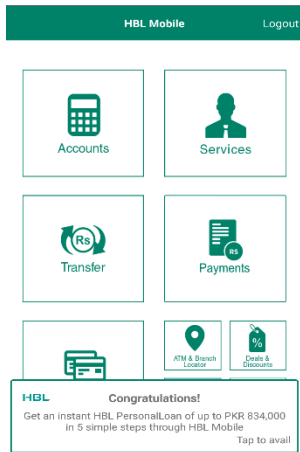 HBL Mobile Logout
Accounts Services
Rs
Transfer
RS
Payments
ATM & Branch
Locator
%
Deals &
Discounts
HBL Congratulations!
Get an instant HBL PersonalLoan of up to PKR 834,000
in 5 simple steps through HBL Mobile
Tap to avail